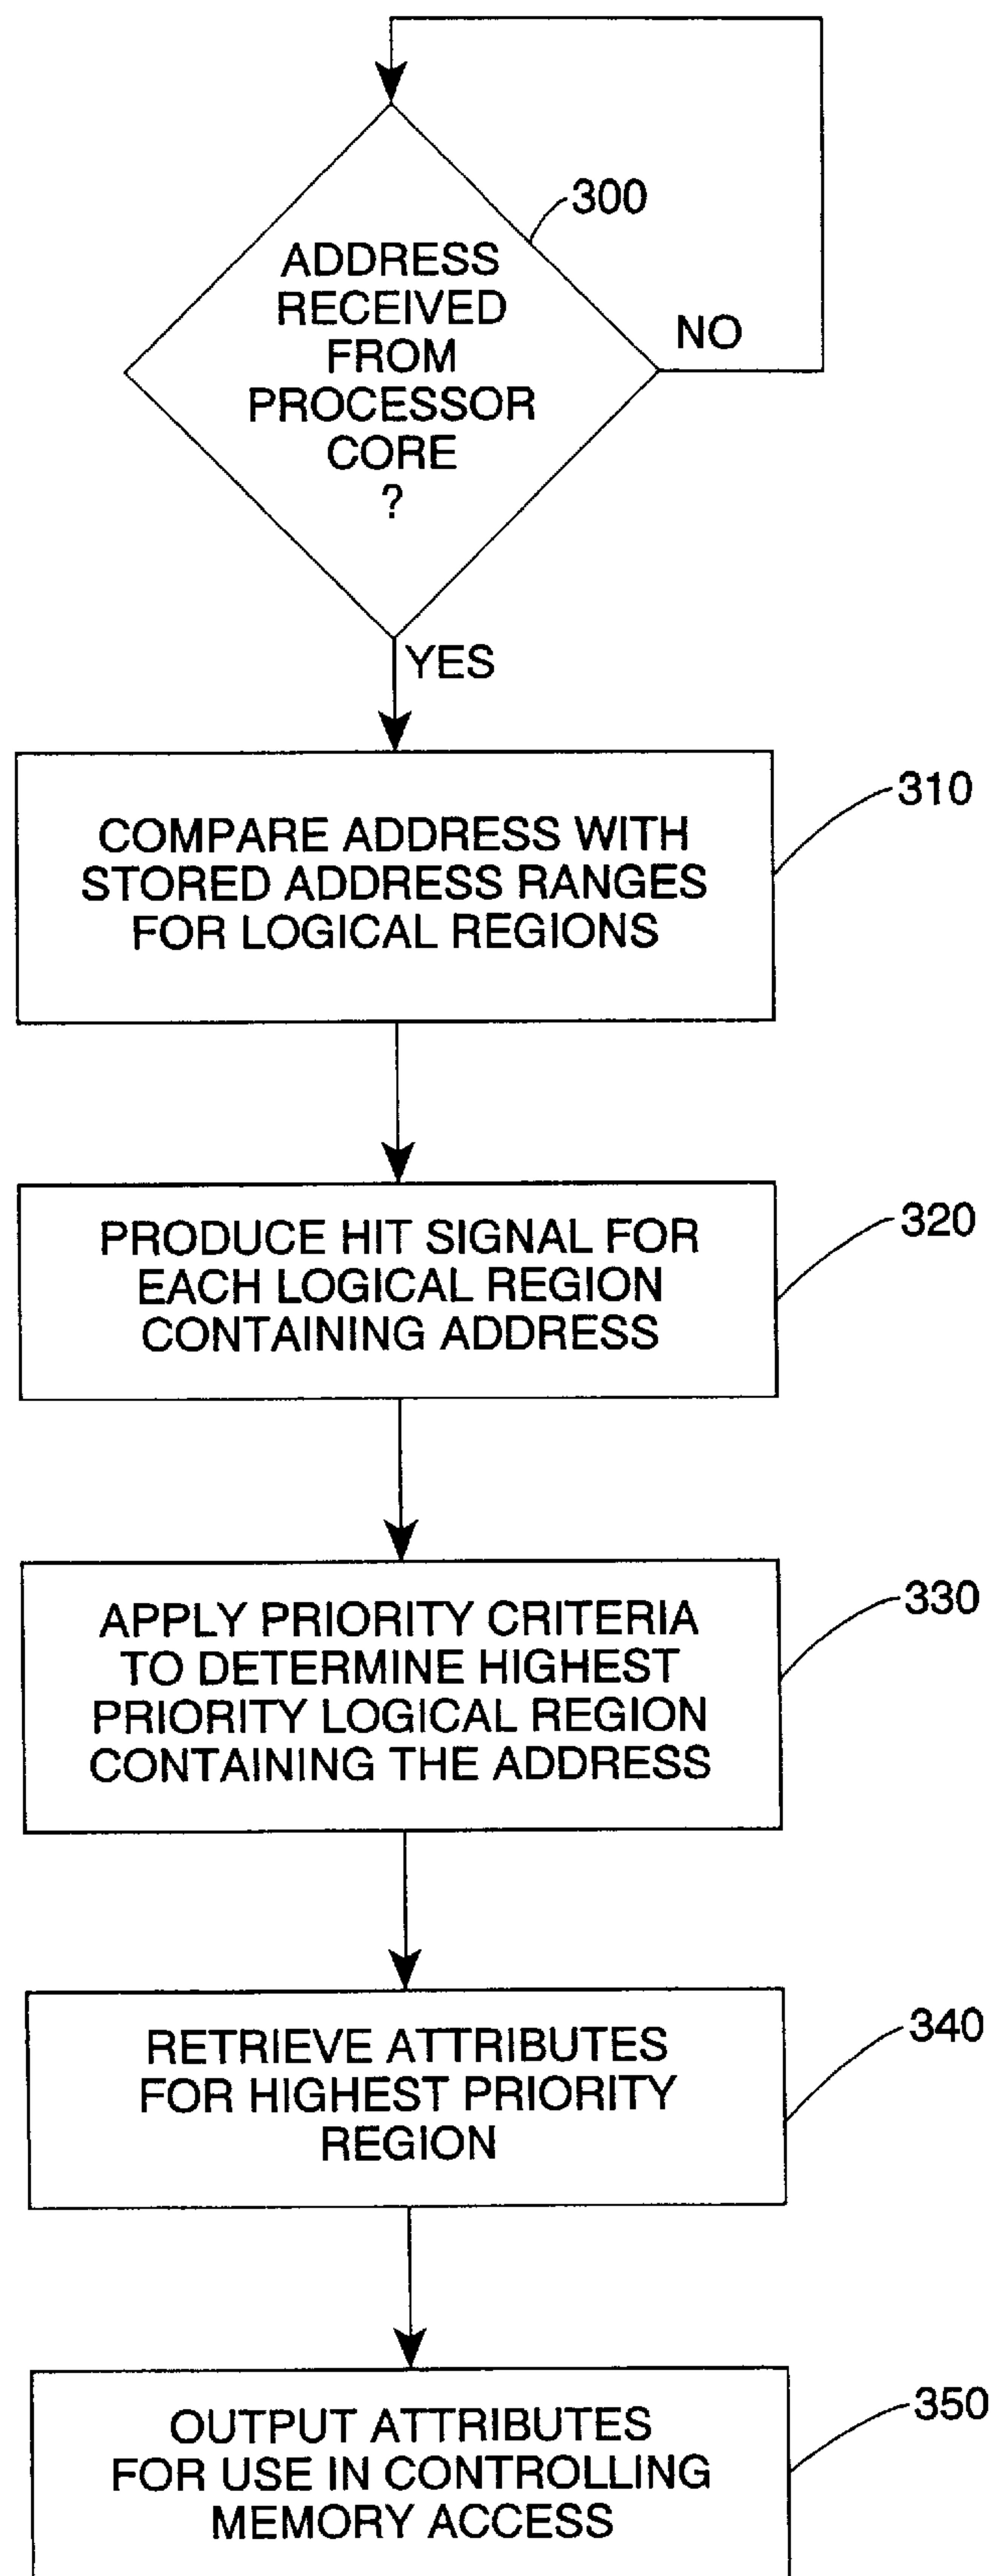 300
ADDRESS
RECEIVED
FROM
PROCESSOR
CORE
?
NO
YES
310
COMPARE ADDRESS WITH
STORED ADDRESS RANGES
FOR LOGICAL REGIONS
320
PRODUCE HIT SIGNAL FOR
EACH LOGICAL REGION
CONTAINING ADDRESS
330
APPLY PRIORITY CRITERIA
TO DETERMINE HIGHEST
PRIORITY LOGICAL REGION
CONTAINING THE ADDRESS
340
RETRIEVE ATTRIBUTES
FOR HIGHEST PRIORITY
REGION
350
OUTPUT ATTRIBUTES
FOR USE IN CONTROLLING
MEMORY ACCESS